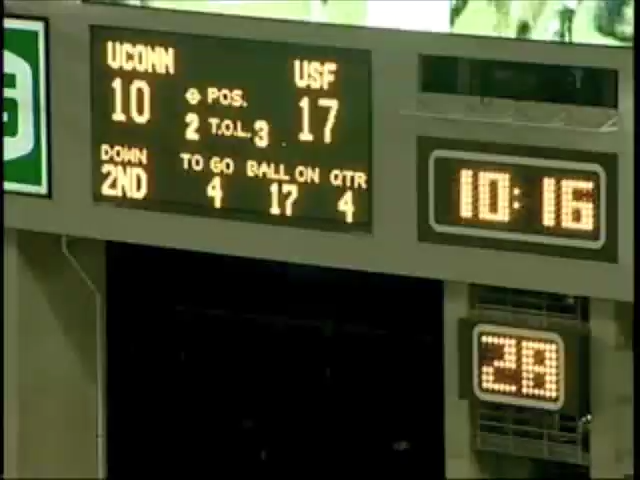 UCONN USF
10 POS. 17
2 T.O.L. 3
DOWN TO GO BALL ON QTR
2ND 4 17 4
10:16
28